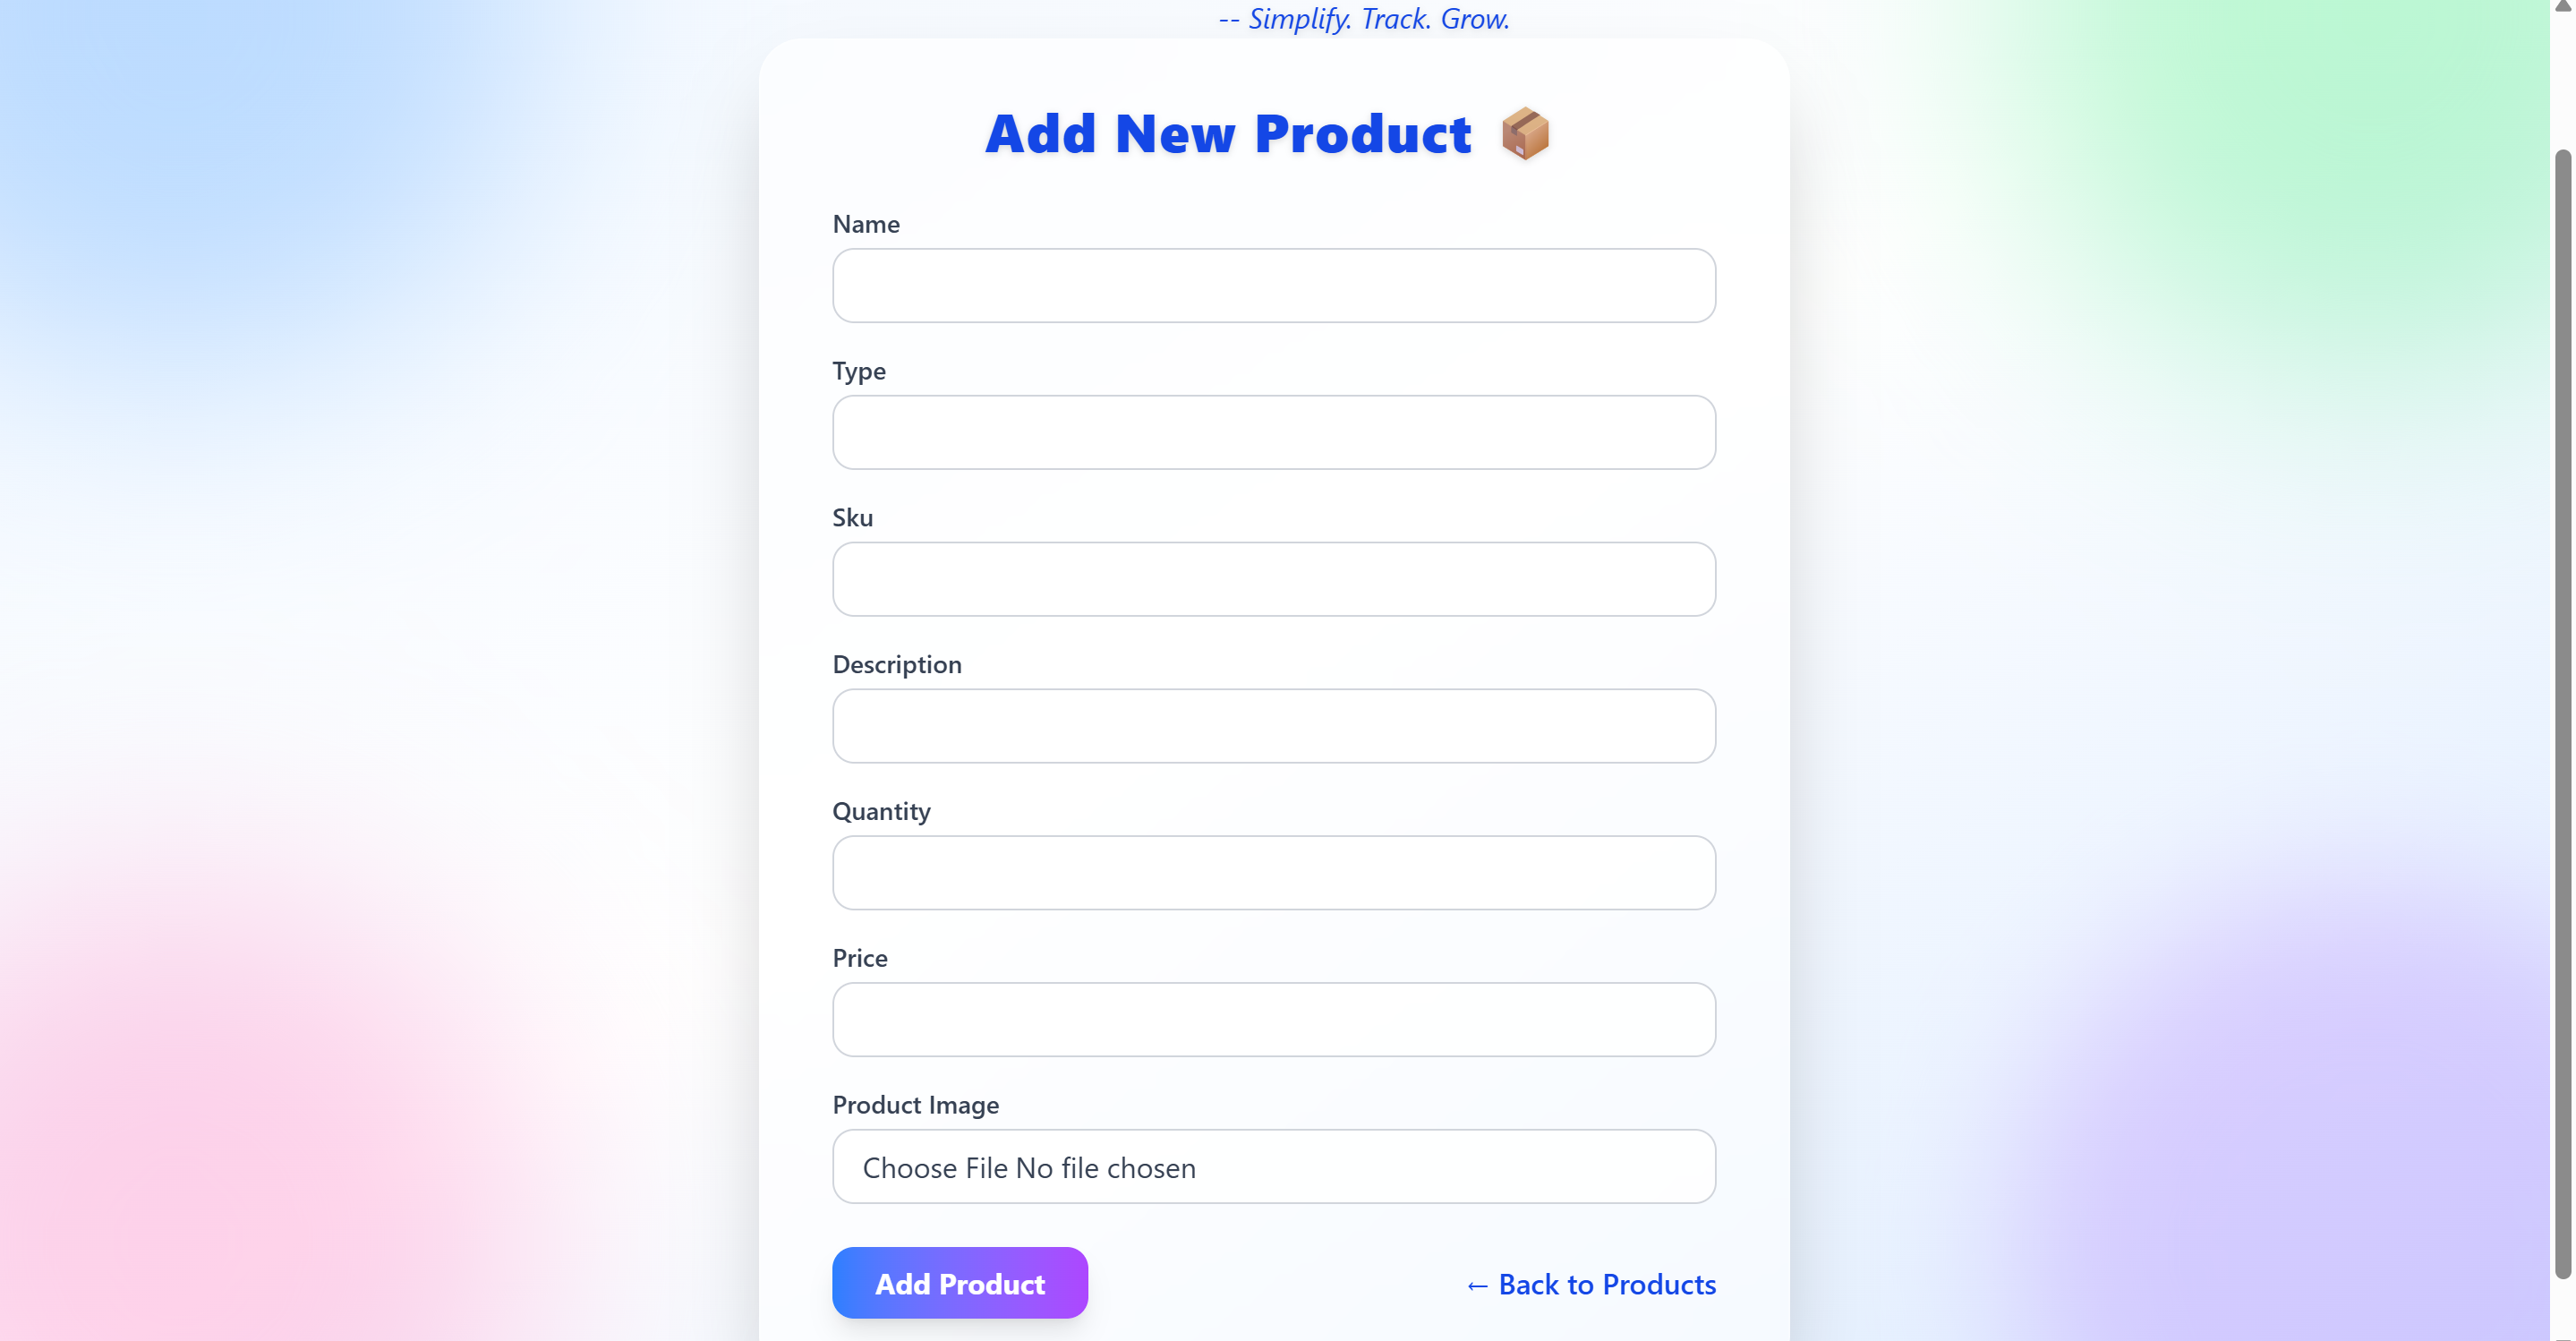 -- Simplify. Track. Grow.
Add New Product 📦
Name
Type
Sku
Description
Quantity
Price
Product Image
Choose File No file chosen
Add Product
← Back to Products